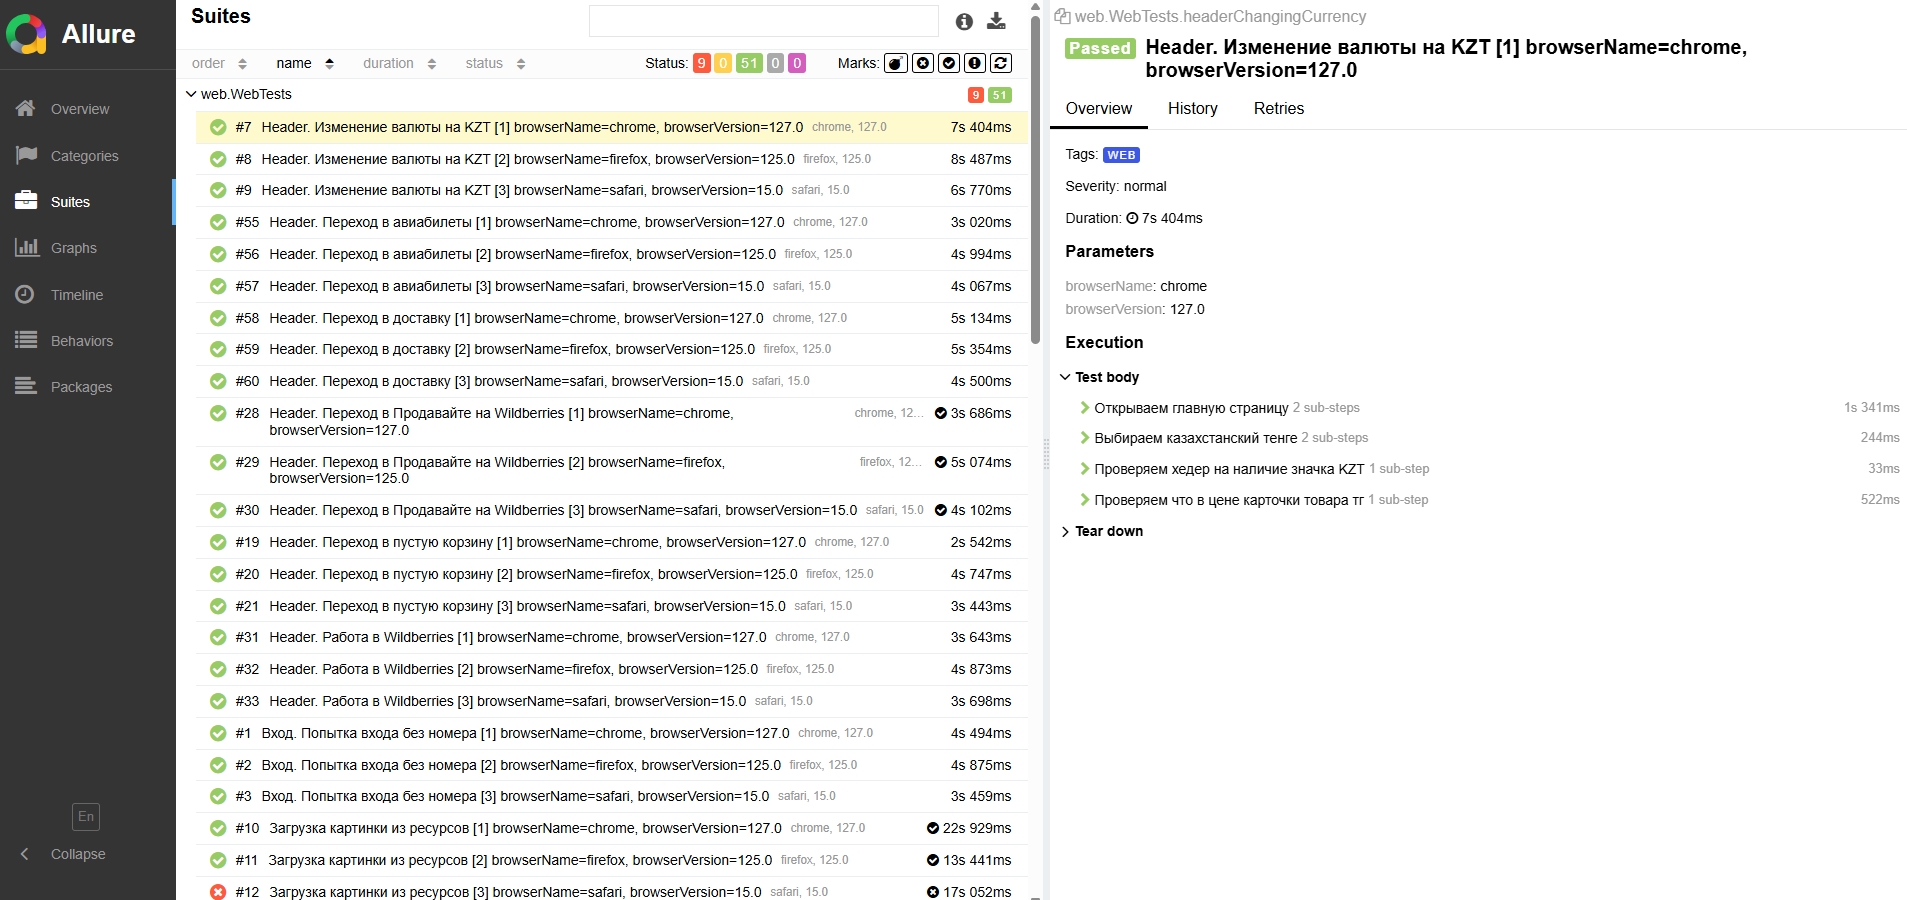 Allure
Overview
Categories
Suites
Graphs
Timeline
Behaviors
Packages
En
Collapse
Suites
order name duration status Status: 9 0 51 0 0 Marks:
web.WebTests 9 51
#7 Header. Изменение валюты на KZT [1] browserName=chrome, browserVersion=127.0 chrome, 127.0 7s 404ms
#8 Header. Изменение валюты на KZT [2] browserName=firefox, browserVersion=125.0 firefox, 125.0 8s 487ms
#9 Header. Изменение валюты на KZT [3] browserName=safari, browserVersion=15.0 safari, 15.0 6s 770ms
#55 Header. Переход в авиабилеты [1] browserName=chrome, browserVersion=127.0 chrome, 127.0 3s 020ms
#56 Header. Переход в авиабилеты [2] browserName=firefox, browserVersion=125.0 firefox, 125.0 4s 994ms
#57 Header. Переход в авиабилеты [3] browserName=safari, browserVersion=15.0 safari, 15.0 4s 067ms
#58 Header. Переход в доставку [1] browserName=chrome, browserVersion=127.0 chrome, 127.0 5s 134ms
#59 Header. Переход в доставку [2] browserName=firefox, browserVersion=125.0 firefox, 125.0 5s 354ms
#60 Header. Переход в доставку [3] browserName=safari, browserVersion=15.0 safari, 15.0 4s 500ms
#28 Header. Переход в Продавайте на Wildberries [1] browserName=chrome, chrome, 12... 3s 686ms
browserVersion=127.0
#29 Header. Переход в Продавайте на Wildberries [2] browserName=firefox, firefox, 12... 5s 074ms
browserVersion=125.0
#30 Header. Переход в Продавайте на Wildberries [3] browserName=safari, browserVersion=15.0 safari, 15.0 4s 102ms
#19 Header. Переход в пустую корзину [1] browserName=chrome, browserVersion=127.0 chrome, 127.0 2s 542ms
#20 Header. Переход в пустую корзину [2] browserName=firefox, browserVersion=125.0 firefox, 125.0 4s 747ms
#21 Header. Переход в пустую корзину [3] browserName=safari, browserVersion=15.0 safari, 15.0 3s 443ms
#31 Header. Работа в Wildberries [1] browserName=chrome, browserVersion=127.0 chrome, 127.0 3s 643ms
#32 Header. Работа в Wildberries [2] browserName=firefox, browserVersion=125.0 firefox, 125.0 4s 873ms
#33 Header. Работа в Wildberries [3] browserName=safari, browserVersion=15.0 safari, 15.0 3s 698ms
#1 Вход. Попытка входа без номера [1] browserName=chrome, browserVersion=127.0 chrome, 127.0 4s 494ms
#2 Вход. Попытка входа без номера [2] browserName=firefox, browserVersion=125.0 firefox, 125.0 4s 875ms
#3 Вход. Попытка входа без номера [3] browserName=safari, browserVersion=15.0 safari, 15.0 3s 459ms
#10 Загрузка картинки из ресурсов [1] browserName=chrome, browserVersion=127.0 chrome, 127.0 22s 929ms
#11 Загрузка картинки из ресурсов [2] browserName=firefox, browserVersion=125.0 firefox, 125.0 13s 441ms
#12 Загрузка картинки из ресурсов [3] browserName=safari, browserVersion=15.0 safari, 15.0 17s 052ms
web.WebTests.headerChangingCurrency
Passed Header. Изменение валюты на KZT [1] browserName=chrome,
browserVersion=127.0
Overview History Retries
Tags: WEB
Severity: normal
Duration: 7s 404ms
Parameters
browserName: chrome
browserVersion: 127.0
Execution
Test body
Открываем главную страницу 2 sub-steps 1s 341ms
Выбираем казахстанский тенге 2 sub-steps 244ms
Проверяем хедер на наличие значка KZT 1 sub-step 33ms
Проверяем что в цене карточки товара тг 1 sub-step 522ms
Tear down